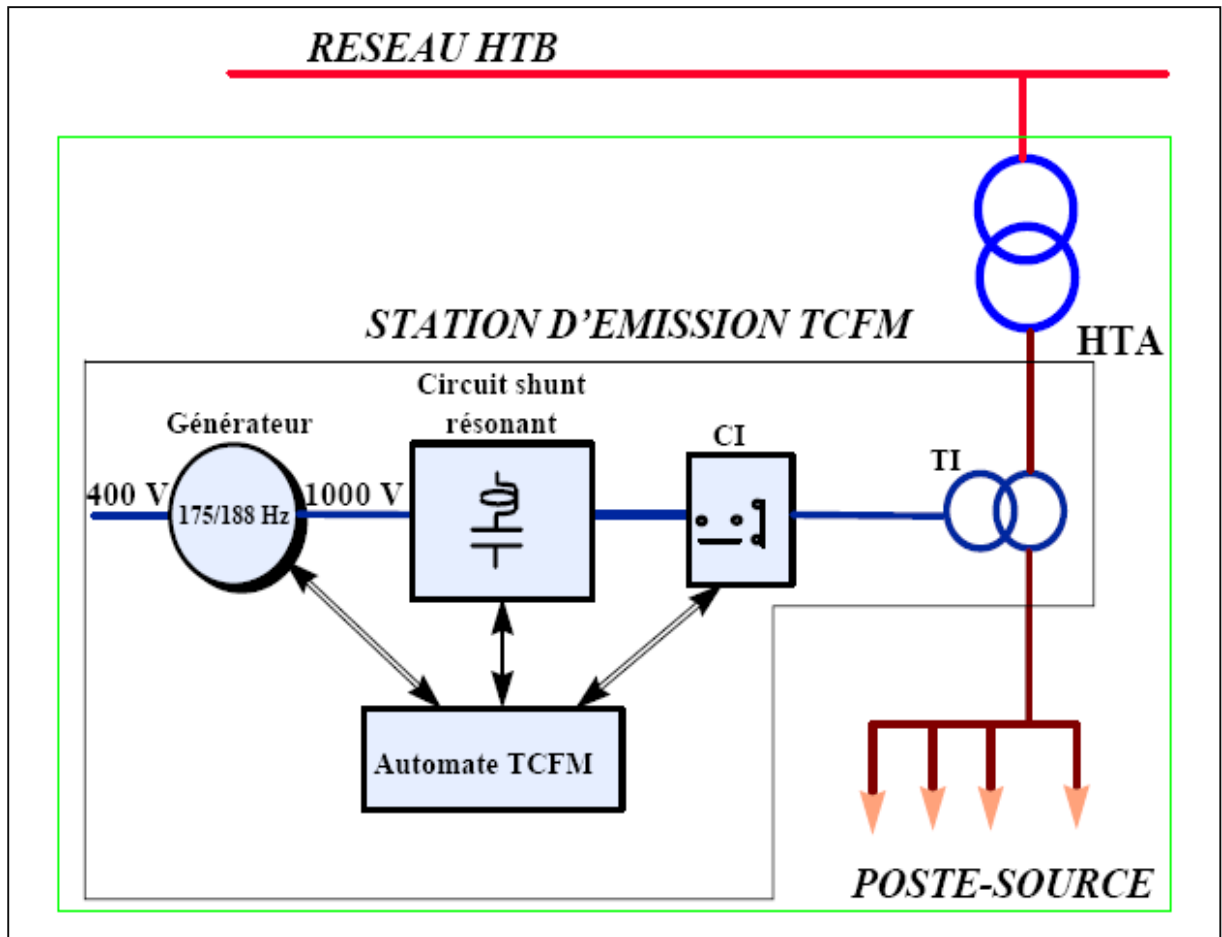 RESEAU HTB
STATION D'EMISSION TCFM
HTA
Circuit shunt
résonant
Générateur
CI
TI
400 V
175/188 Hz
1000 V
Automate TCFM
POSTE-SOURCE